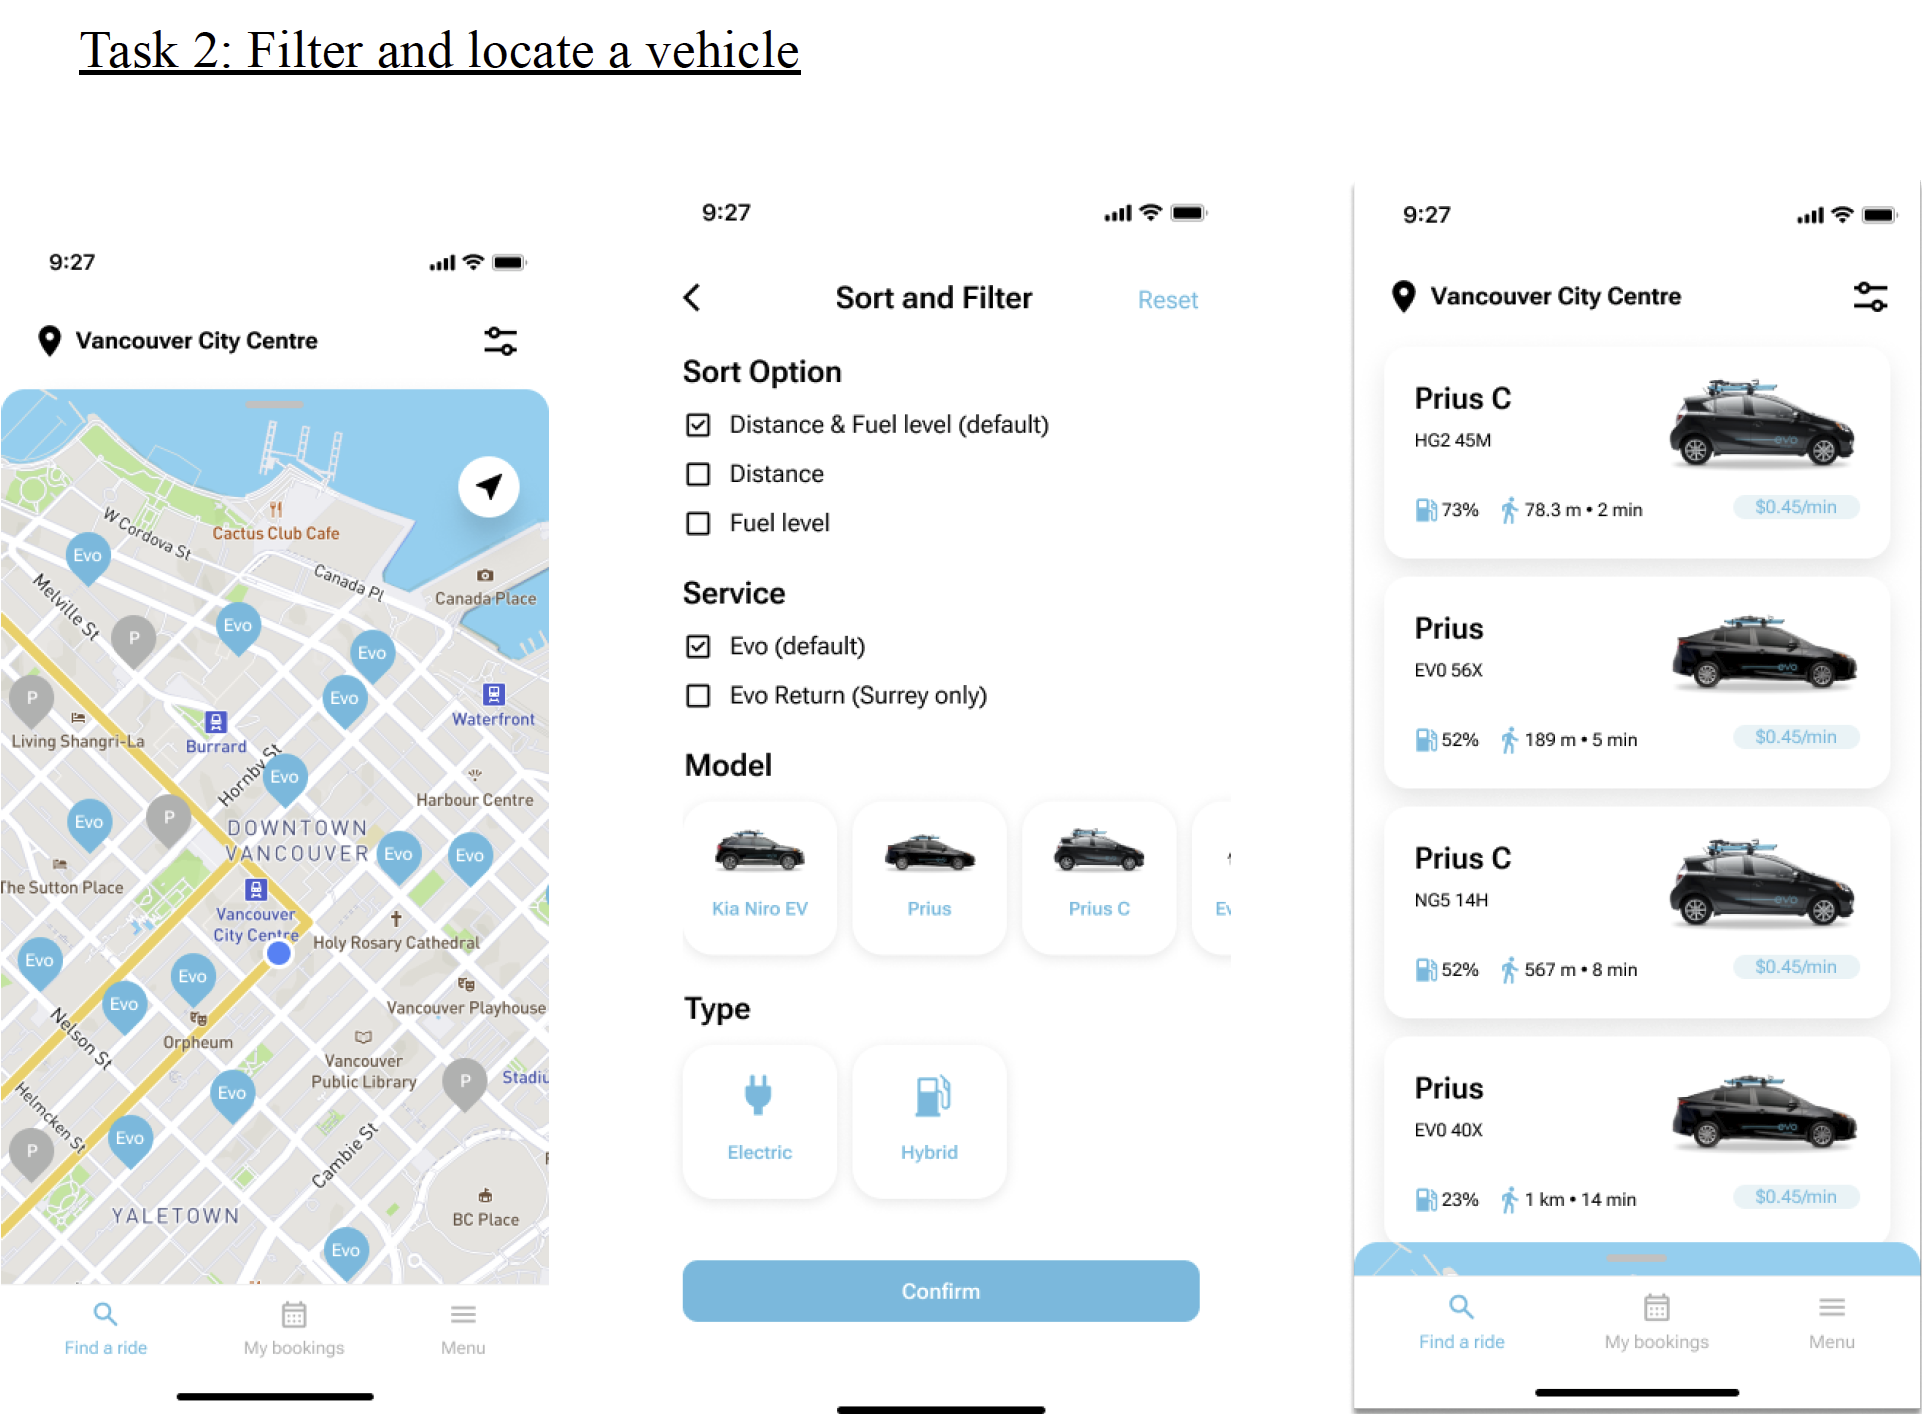 Task 2: Filter and locate a vehicle
9:27
Vancouver City Centre
W Cordova St
Cactus Club Cafe
Evo
Canada Pl
Canada Place
Melville St
P
Evo
Evo
P
Evo
Waterfront
Living Shangri-La
Burrard
Hornby St
Evo
Harbour Centre
Evo
P
DOWNTOWN
VANCOUVER
Evo
Evo
The Sutton Place
Vancouver
City Centre
Holy Rosary Cathedral
Evo
Evo
Evo
Vancouver Playhouse
Nelson St
Orpheum
Vancouver
Public Library
P
Stadiu
Helmcken St
Evo
Evo
P
Cambie St
YALETOWN
BC Place
Evo
Find a ride
My bookings
Menu
9:27
Sort and Filter
Reset
Sort Option
Distance & Fuel level (default)
Distance
Fuel level
Service
Evo (default)
Evo Return (Surrey only)
Model
Kia Niro EV
Prius
Prius C
Ev
Type
Electric
Hybrid
Confirm
9:27
Vancouver City Centre
Prius C
HG2 45M
evo
73%
78.3 m • 2 min
$0.45/min
Prius
EV0 56X
evo
52%
189 m • 5 min
$0.45/min
Prius C
NG5 14H
evo
52%
567 m • 8 min
$0.45/min
Prius
EV0 40X
evo
23%
1 km • 14 min
$0.45/min
Find a ride
My bookings
Menu